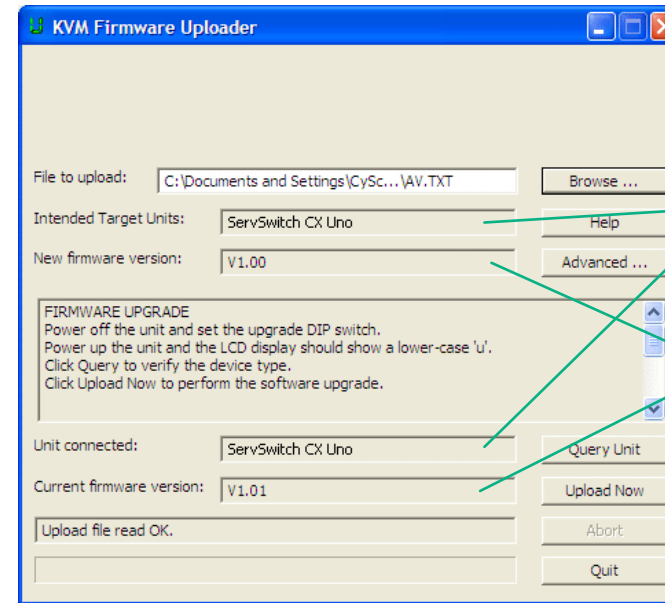 KVM Firmware Uploader
File to upload: C:\Documents and Settings\CySc...\AV.TXT Browse ...
Intended Target Units: ServSwitch CX Uno Help
New firmware version: V1.00 Advanced ...
FIRMWARE UPGRADE
Power off the unit and set the upgrade DIP switch.
Power up the unit and the LCD display should show a lower-case 'u'.
Click Query to verify the device type.
Click Upload Now to perform the software upgrade.
Unit connected: ServSwitch CX Uno Query Unit
Current firmware version: V1.01 Upload Now
Upload file read OK. Abort
Quit